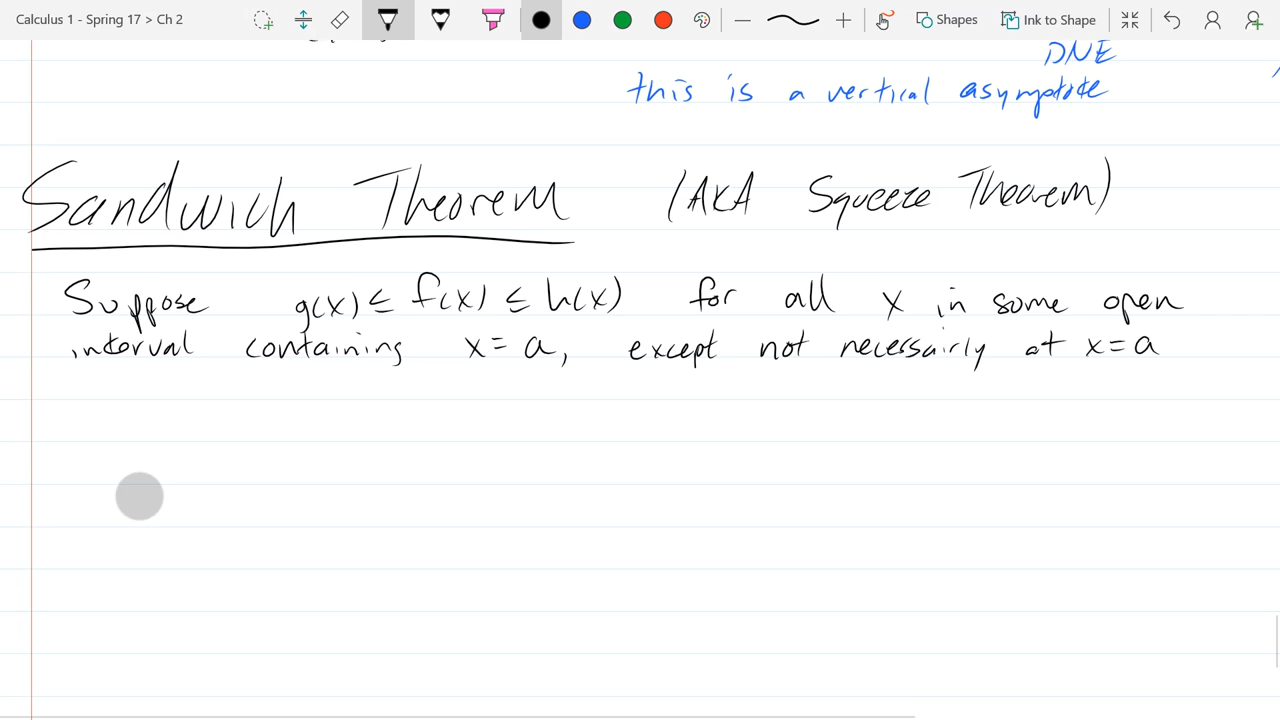 Calculus 1 - Spring 17 > Ch 2
Shapes
Ink to Shape
DNE
this is a vertical asymptote
Sandwich Theorem (AKA Squeeze Theorem)
Suppose g(x) ≤ f(x) ≤ h(x) for all x in some open
interval containing x = a, except not necessairly at x = a